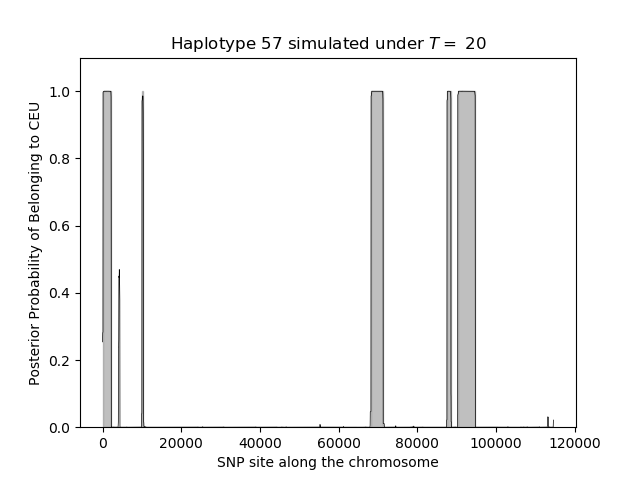 Haplotype 57 simulated under T = 20
Posterior Probability of Belonging to CEU
1.0
0.8
0.6
0.4
0.2
0.0
0 20000 40000 60000 80000 100000 120000
SNP site along the chromosome